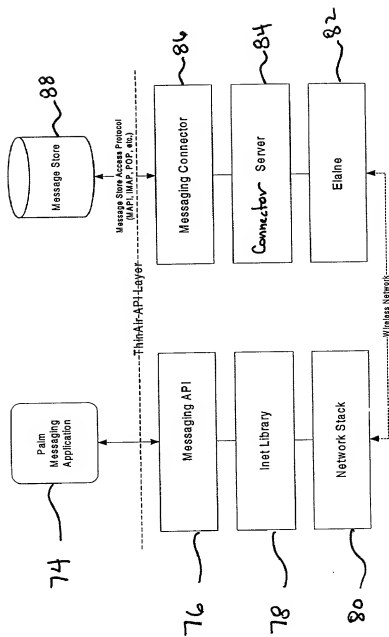 74
Palm
Messaging
Application
Message Store
88
Message Store Access Protocol
(MAPI, IMAP, POP, etc.)
ThinAir API Layer
76
Messaging API
Messaging Connector
86
78
Inet Library
Connector Server
84
80
Network Stack
Elaine
82
Wireless Network